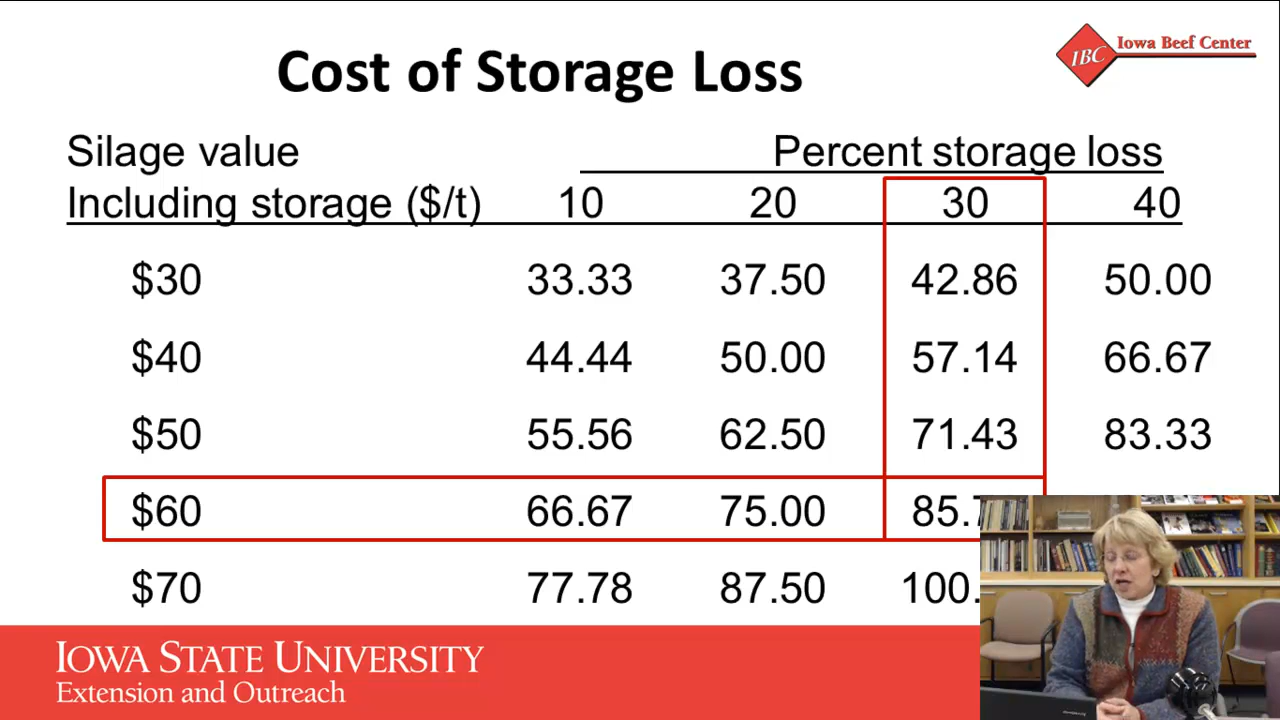 Cost of Storage Loss
IBC Iowa Beef Center
Silage value Percent storage loss
Including storage ($/t) 10 20 30 40
$30 33.33 37.50 42.86 50.00
$40 44.44 50.00 57.14 66.67
$50 55.56 62.50 71.43 83.33
$60 66.67 75.00
$70 77.78 87.50
IOWA STATE UNIVERSITY
Extension and Outreach